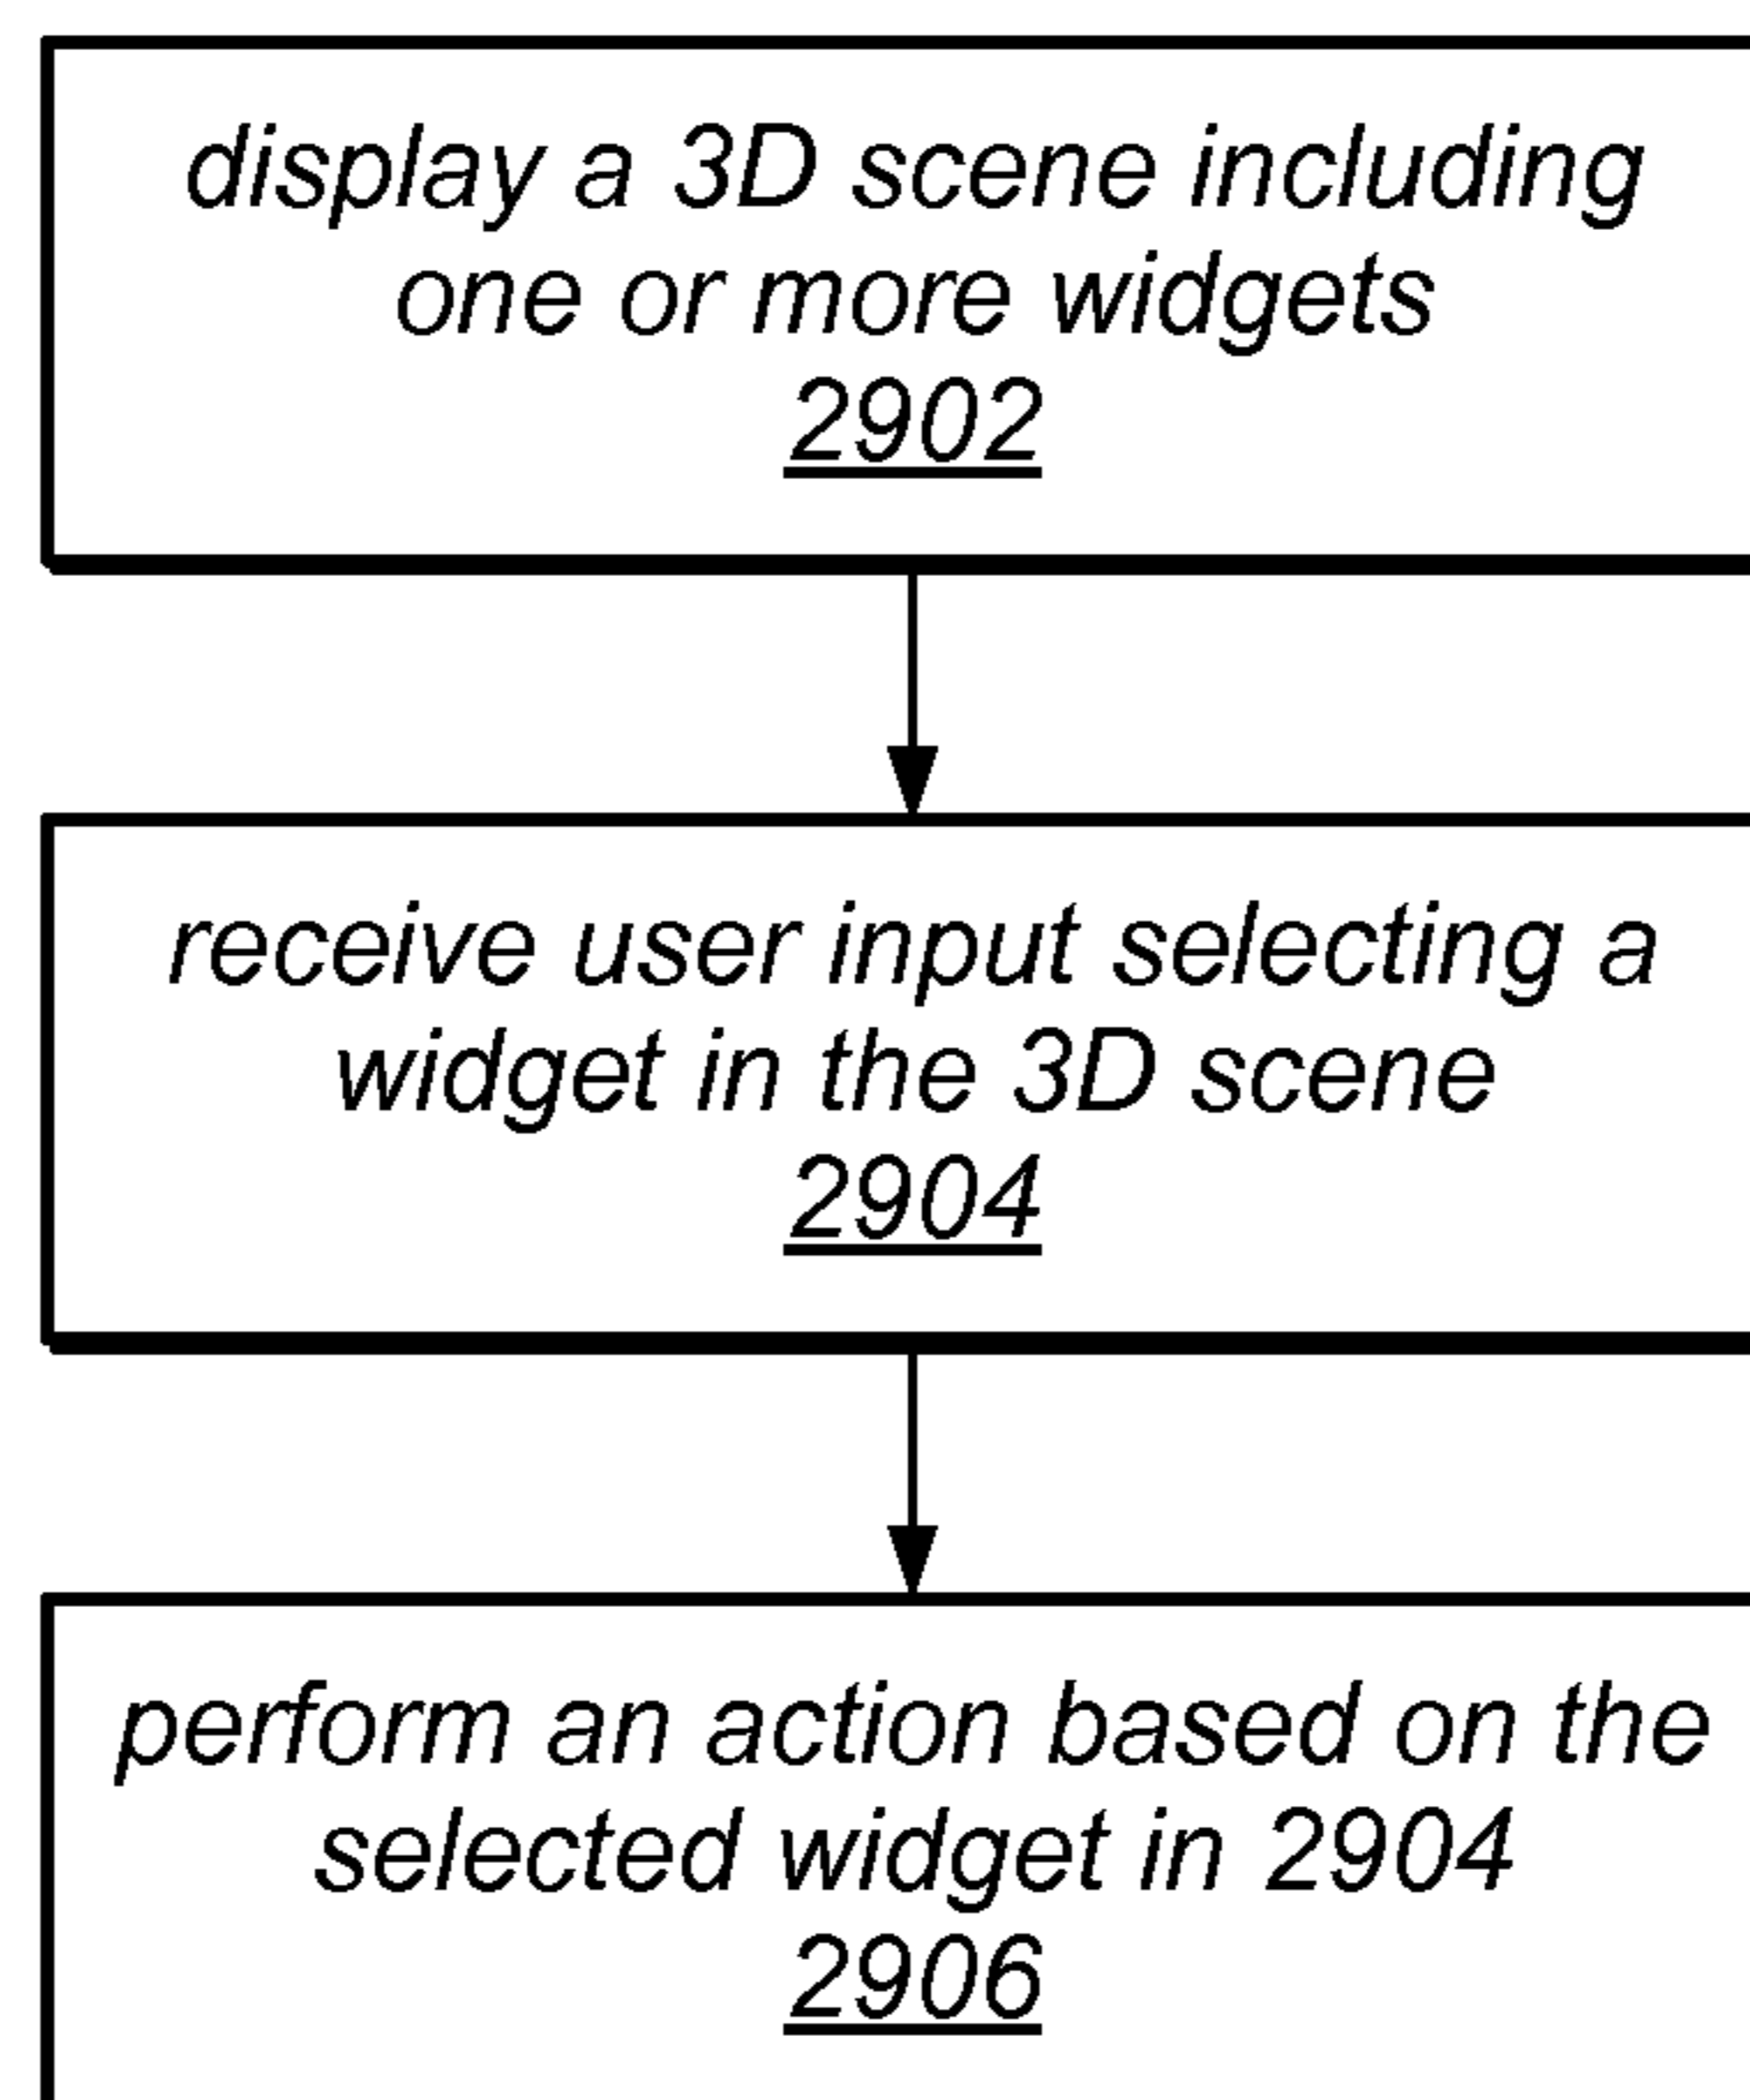 display a 3D scene including
one or more widgets
2902
receive user input selecting a
widget in the 3D scene
2904
perform an action based on the
selected widget in 2904
2906